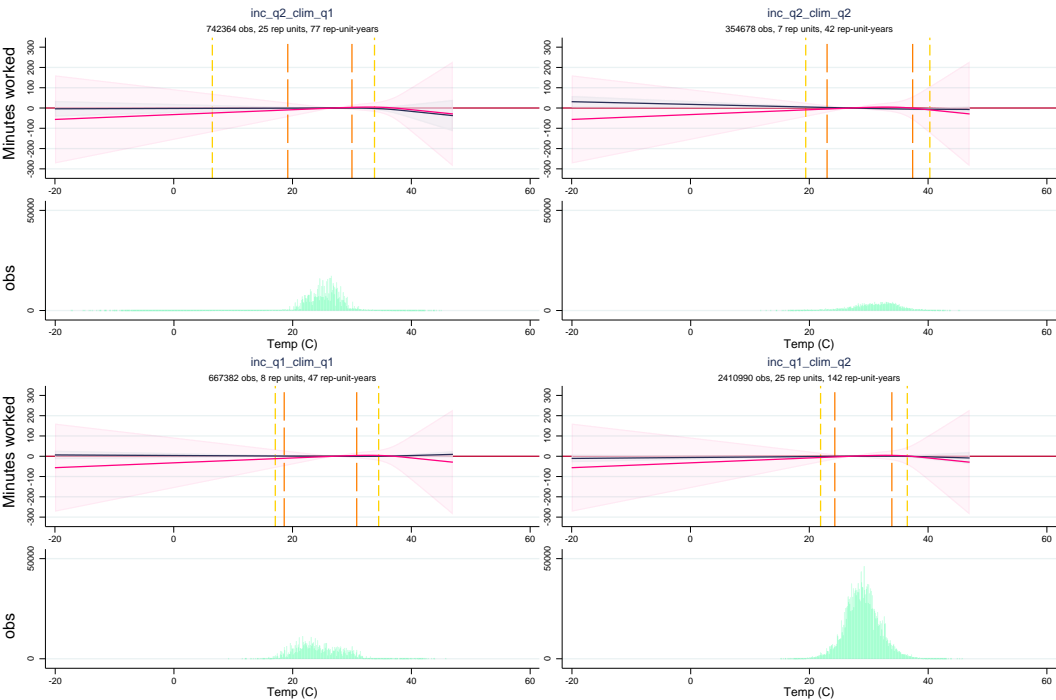 inc_q2_clim_q1
742364 obs, 25 rep units, 77 rep-unit-years
Minutes worked
300
200
100
0
-100
-200
-300
-20 0 20 40 60
obs
50000
0
-20 0 20 40 60
Temp (C)
inc_q2_clim_q2
354678 obs, 7 rep units, 42 rep-unit-years
300
200
100
0
-100
-200
-300
-20 0 20 40 60
50000
0
-20 0 20 40 60
Temp (C)
inc_q1_clim_q1
667382 obs, 8 rep units, 47 rep-unit-years
Minutes worked
300
200
100
0
-100
-200
-300
-20 0 20 40 60
obs
50000
0
-20 0 20 40 60
Temp (C)
inc_q1_clim_q2
2410990 obs, 25 rep units, 142 rep-unit-years
300
200
100
0
-100
-200
-300
-20 0 20 40 60
50000
0
-20 0 20 40 60
Temp (C)